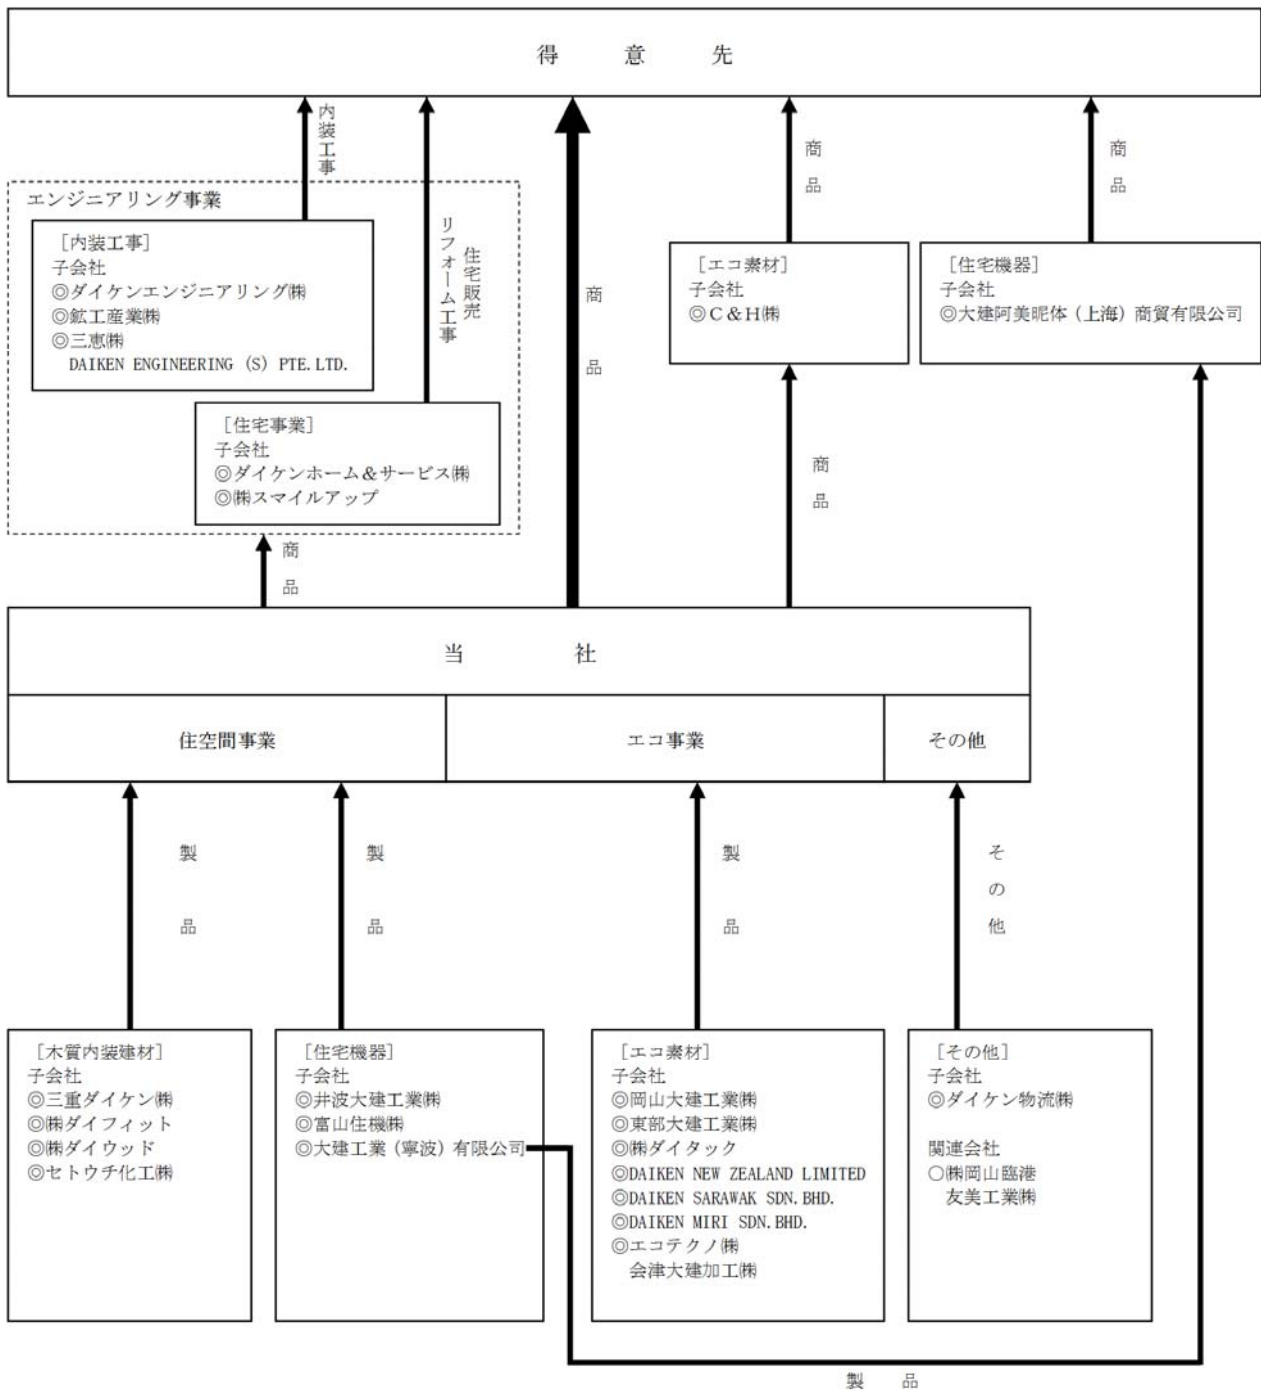 得意先
内装工事
商品
商品
エンジニアリング事業
[内装工事]
子会社
◎ダイケンエンジニアリング㈱
◎鉱工産業㈱
◎三恵㈱
DAIKEN ENGINEERING (S) PTE.LTD.
住宅販売
リフォーム工事
商品
[エコ素材]
子会社
◎C&H㈱
[住宅機器]
子会社
◎大建阿美昵体(上海)商貿有限公司
[住宅事業]
子会社
◎ダイケンホーム&サービス㈱
◎㈱スマイルアップ
商品
商品
当社
住空間事業
エコ事業
その他
製品
製品
製品
その他
[木質内装建材]
子会社
◎三重ダイケン㈱
◎㈱ダイフィット
◎㈱ダイウッド
◎セトウチ化工㈱
[住宅機器]
子会社
◎井波大建工業㈱
◎富山住機㈱
◎大建工業(寧波)有限公司
[エコ素材]
子会社
◎岡山大建工業㈱
◎東部大建工業㈱
◎㈱ダイタック
◎DAIKEN NEW ZEALAND LIMITED
◎DAIKEN SARAWAK SDN.BHD.
◎DAIKEN MIRI SDN.BHD.
◎エコテクノ㈱
会津大建加工㈱
[その他]
子会社
◎ダイケン物流㈱
関連会社
○㈱岡山臨港
友美工業㈱
製品